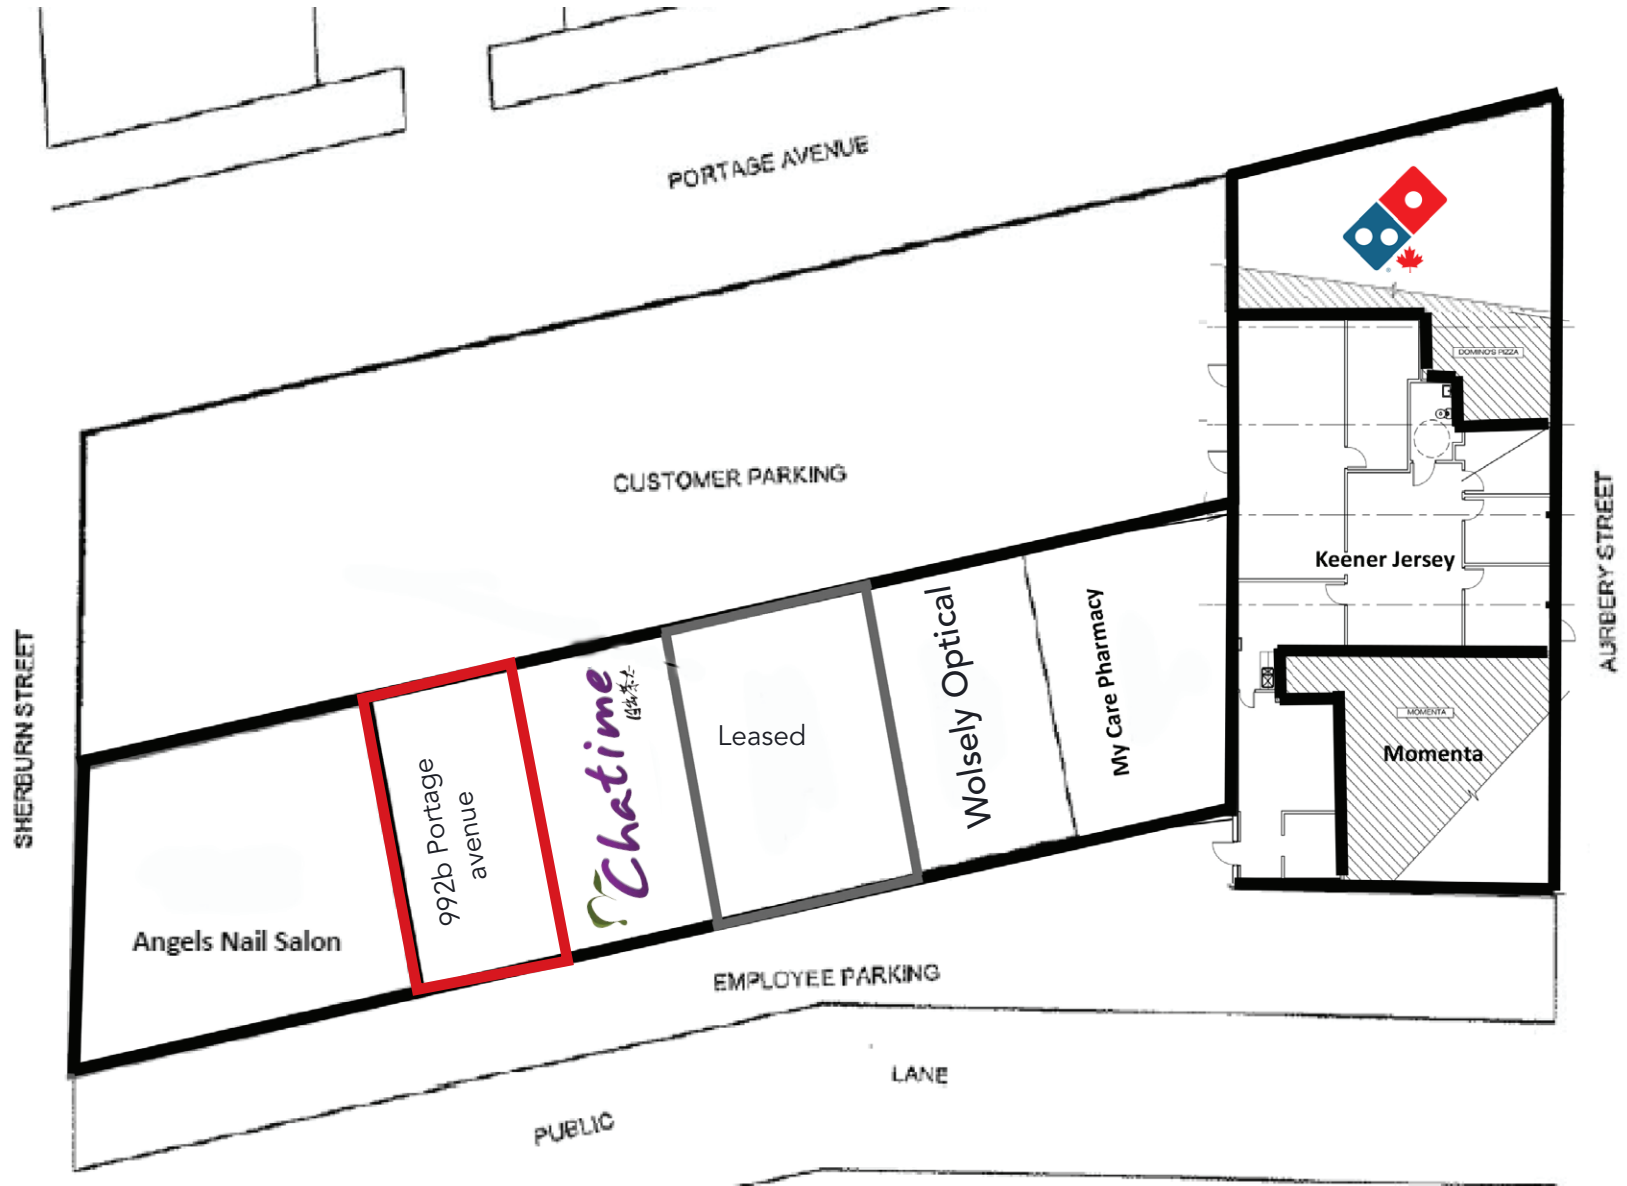 PORTAGE AVENUE
DOMINO'S PIZZA
CUSTOMER PARKING
SHERBURN STREET
AURBERY STREET
Keener Jersey
Wolsely Optical
My Care Pharmacy
Chatime
Leased
992b Portage
avenue
MOMENTA
Momenta
Angels Nail Salon
EMPLOYEE PARKING
PUBLIC
LANE